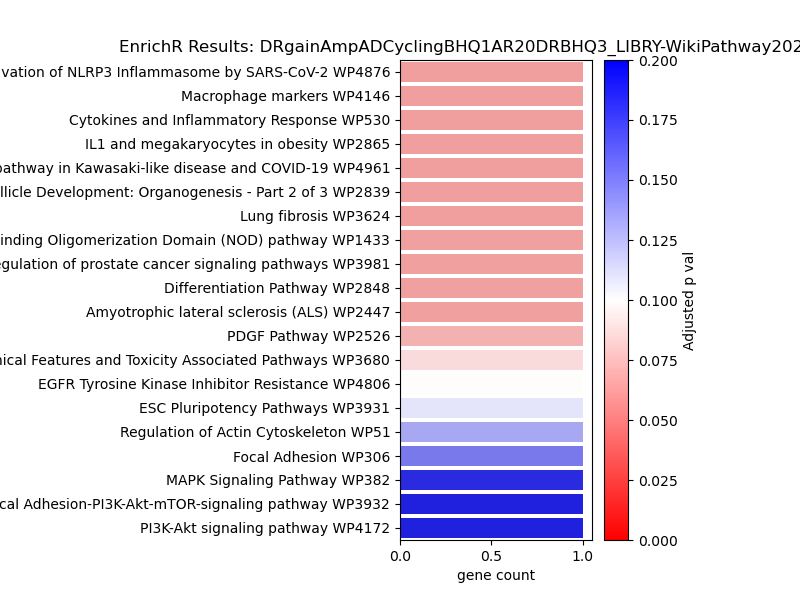 EnrichR Results: DRgainAmpADCyclingBHQ1AR20DRBHQ3_LIBRY-WikiPathway202
vation of NLRP3 Inflammasome by SARS-CoV-2 WP4876
Macrophage markers WP4146
Cytokines and Inflammatory Response WP530
IL1 and megakaryocytes in obesity WP2865
pathway in Kawasaki-like disease and COVID-19 WP4961
llicle Development: Organogenesis - Part 2 of 3 WP2839
Lung fibrosis WP3624
inding Oligomerization Domain (NOD) pathway WP1433
egulation of prostate cancer signaling pathways WP3981
Differentiation Pathway WP2848
Amyotrophic lateral sclerosis (ALS) WP2447
PDGF Pathway WP2526
nical Features and Toxicity Associated Pathways WP3680
EGFR Tyrosine Kinase Inhibitor Resistance WP4806
ESC Pluripotency Pathways WP3931
Regulation of Actin Cytoskeleton WP51
Focal Adhesion WP306
MAPK Signaling Pathway WP382
cal Adhesion-PI3K-Akt-mTOR-signaling pathway WP3932
PI3K-Akt signaling pathway WP4172
0.0 0.5 1.0
gene count
0.200
0.175
0.150
0.125
0.100
0.075
0.050
0.025
0.000
Adjusted p val